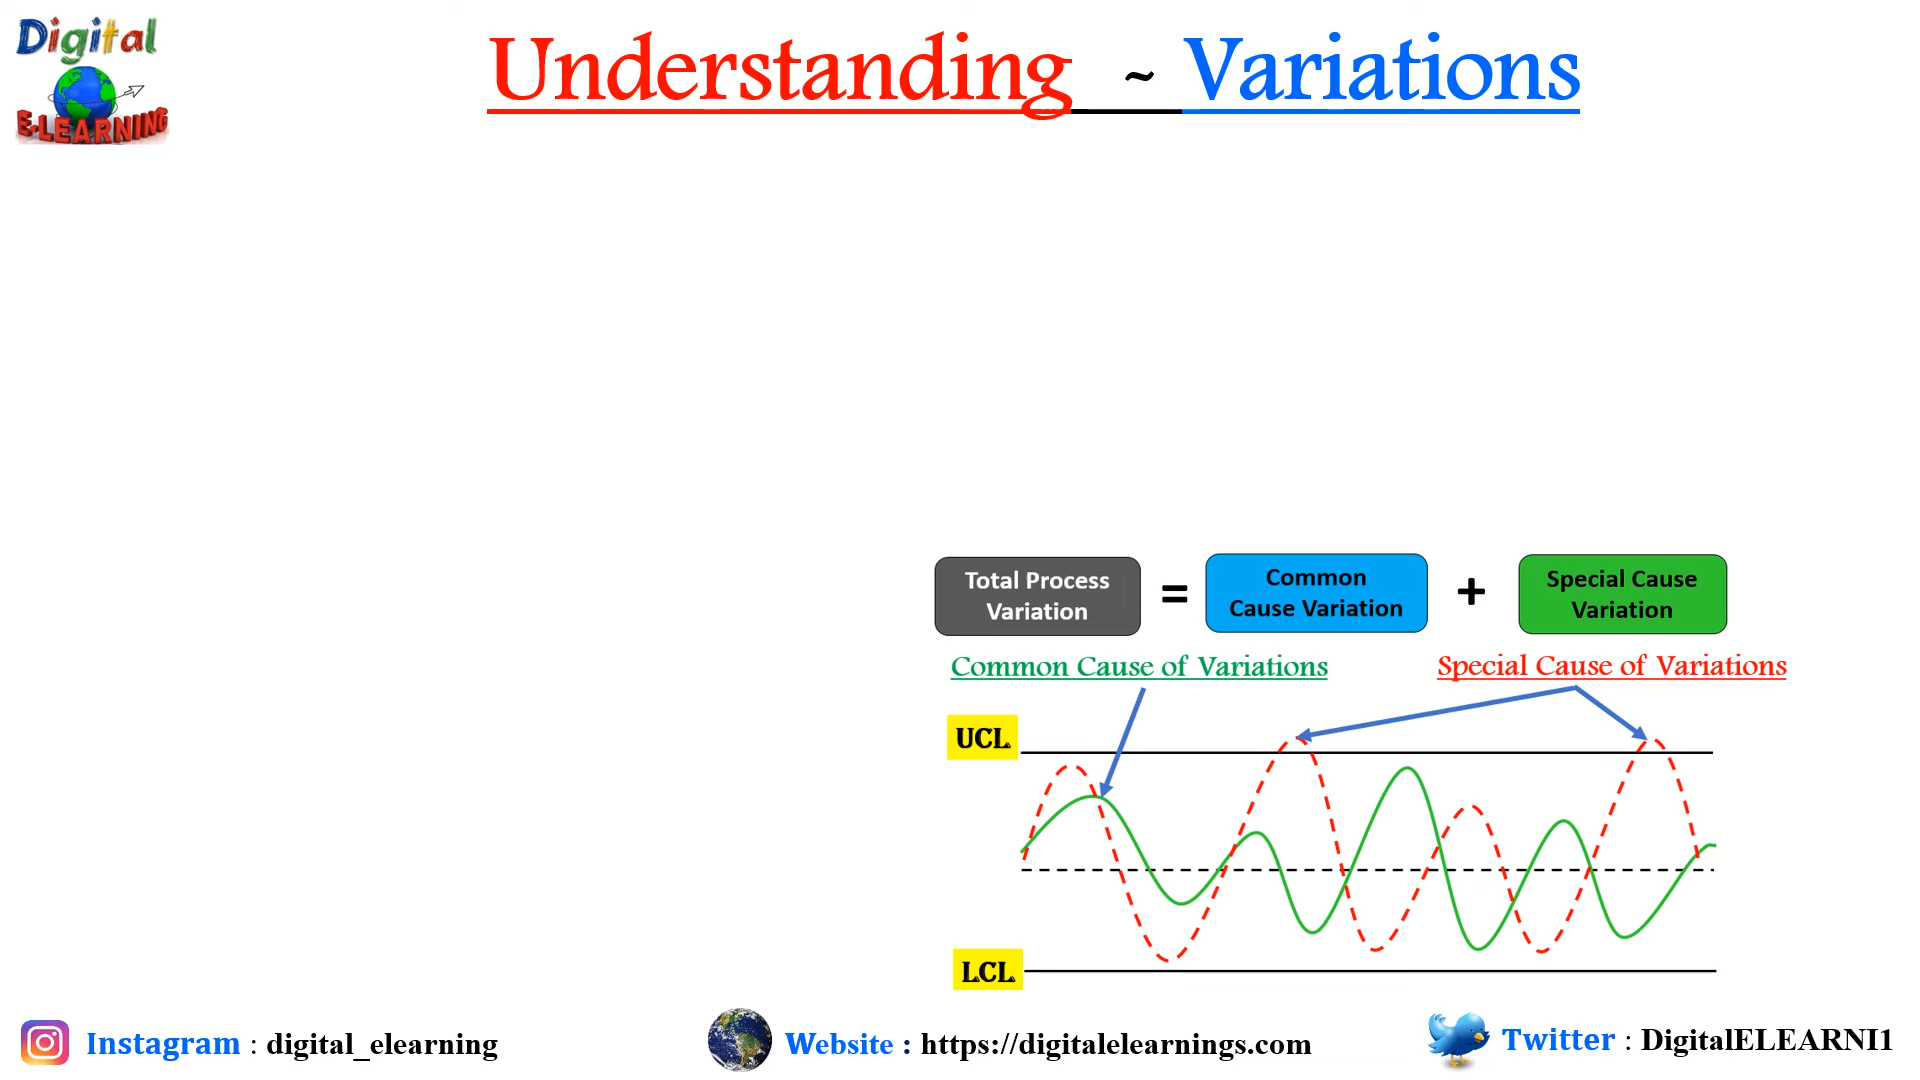 Digital
E-LEARNING
Understanding ~ Variations
Total Process
Variation
=
Common
Cause Variation
+
Special Cause
Variation
Common Cause of Variations
Special Cause of Variations
UCL
LCL
Instagram : digital_elearning
Website : https://digitalelearnings.com
Twitter : DigitalELEARNI1